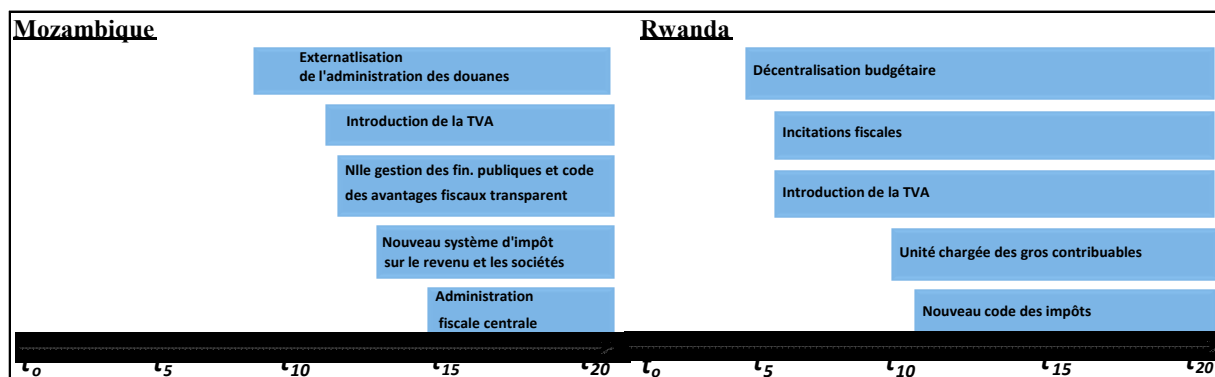 Mozambique
Externatlisation
de l'administration des douanes
Introduction de la TVA
Nlle gestion des fin. publiques et code
des avantages fiscaux transparent
Nouveau système d'impôt
sur le revenu et les sociétés
Administration
fiscale centrale
t₀ t₅ t₁₀ t₁₅ t₂₀
Rwanda
Décentralisation budgétaire
Incitations fiscales
Introduction de la TVA
Unité chargée des gros contribuables
Nouveau code des impôts
t₀ t₅ t₁₀ t₁₅ t₂₀